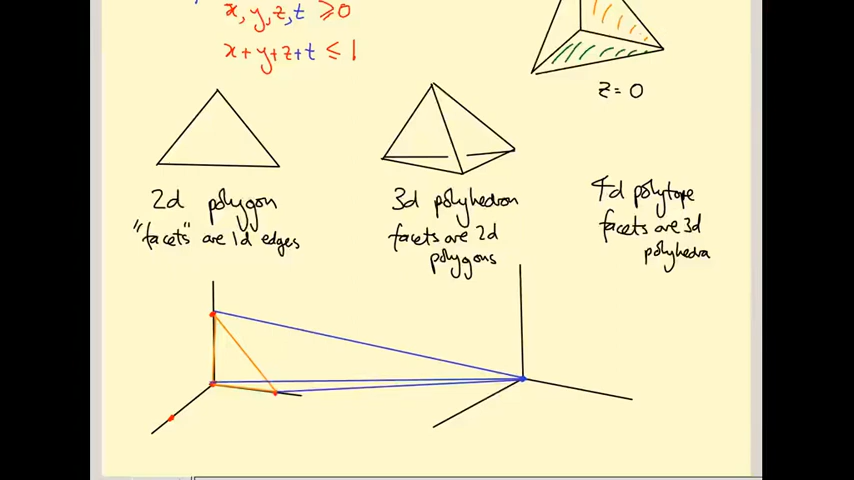 x, y, z, t ≥ 0
x + y + z + t ≤ 1
z = 0
2d polygon
"facets" are 1d edges
3d polyhedron
facets are 2d
polygons
4d polytope
facets are 3d
polyhedra